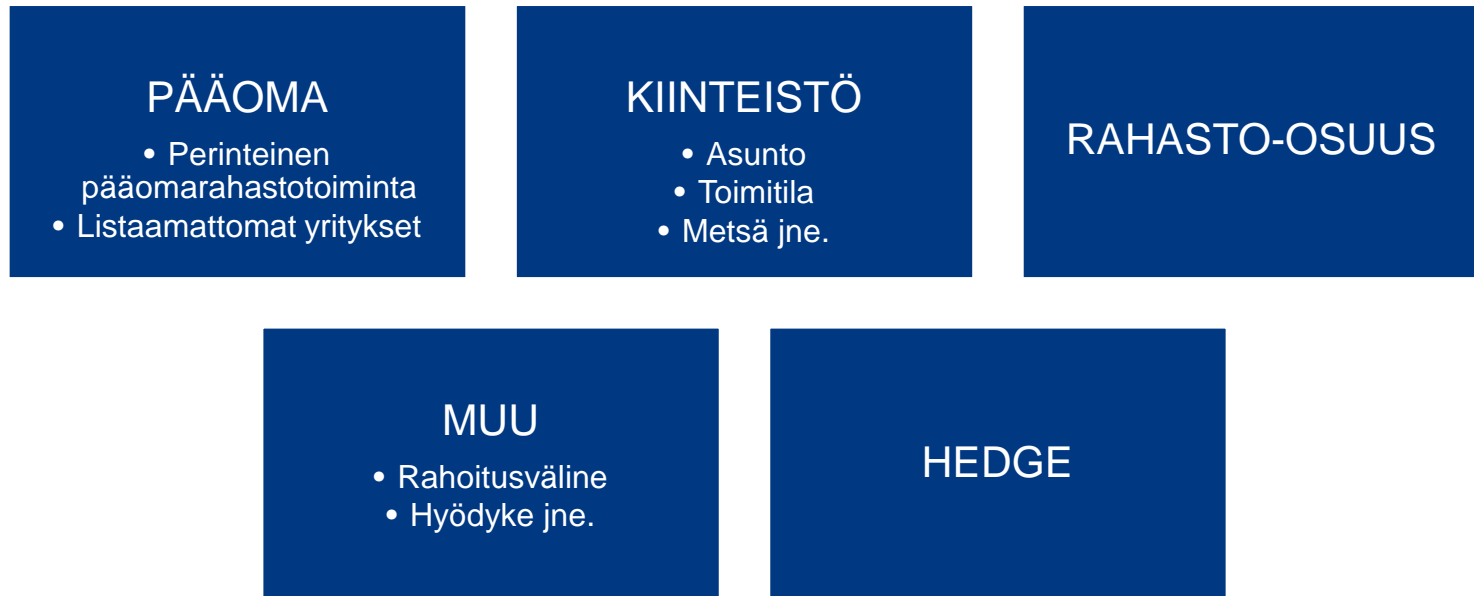 PÄÄOMA
• Perinteinen
pääomarahastotoiminta
• Listaamattomat yritykset
KIINTEISTÖ
• Asunto
• Toimitila
• Metsä jne.
RAHASTO-OSUUS
MUU
• Rahoitusväline
• Hyödyke jne.
HEDGE